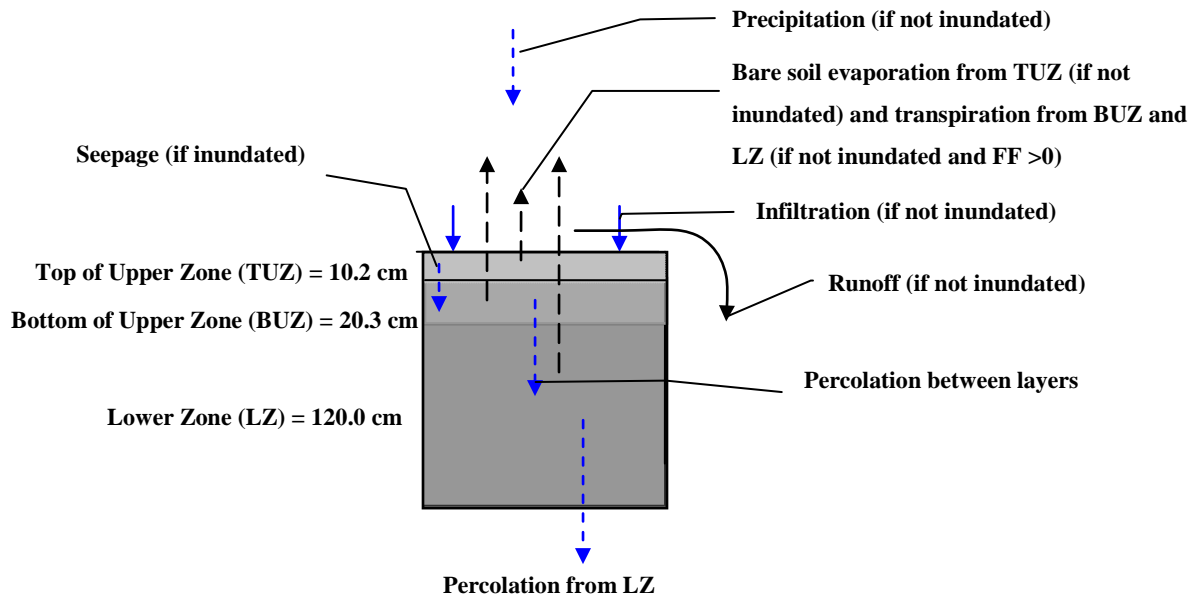 Precipitation (if not inundated)
Bare soil evaporation from TUZ (if not
inundated) and transpiration from BUZ and
LZ (if not inundated and FF >0)
Seepage (if inundated)
Infiltration (if not inundated)
Top of Upper Zone (TUZ) = 10.2 cm
Runoff (if not inundated)
Bottom of Upper Zone (BUZ) = 20.3 cm
Percolation between layers
Lower Zone (LZ) = 120.0 cm
Percolation from LZ